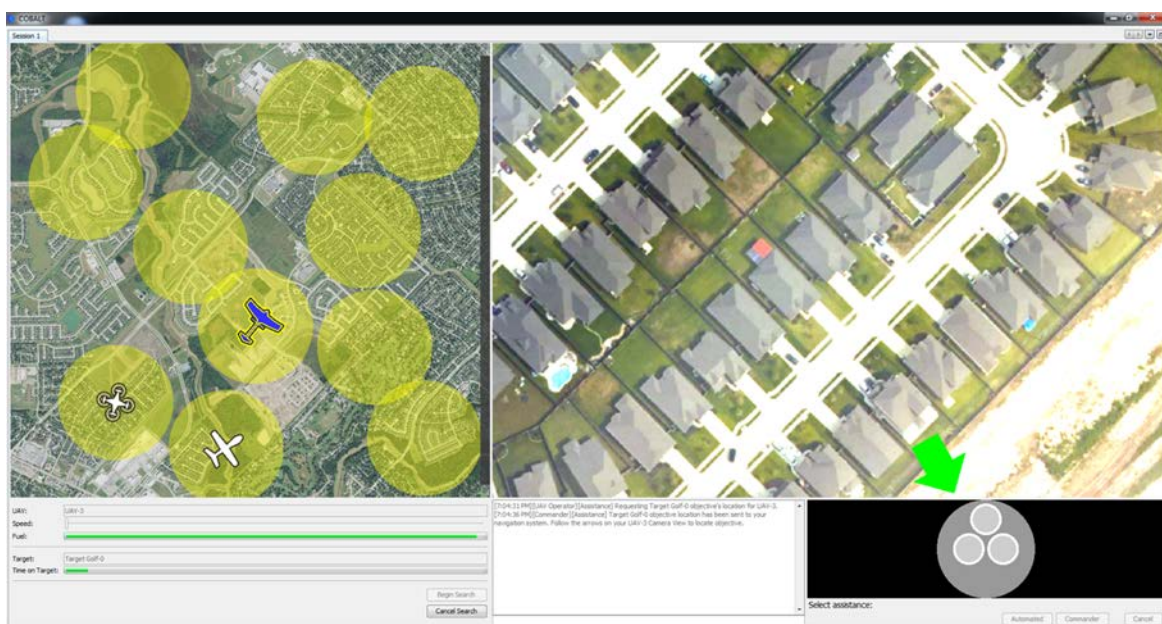 COBALT
Session 1
UAV:
UAV-3
Speed:
Fuel:
Target:
Target Golf-0
Time on Target:
Begin Search
Cancel Search
[7:04:31 PM][UAV Operator][Assistance] Requesting Target Golf-0 objective's location for UAV-3.
[7:04:36 PM][Commander][Assistance] Target Golf-0 objective location has been sent to your
navigation system. Follow the arrows on your UAV-3 Camera View to locate objective.
Select assistance:
Automated
Commander
Cancel